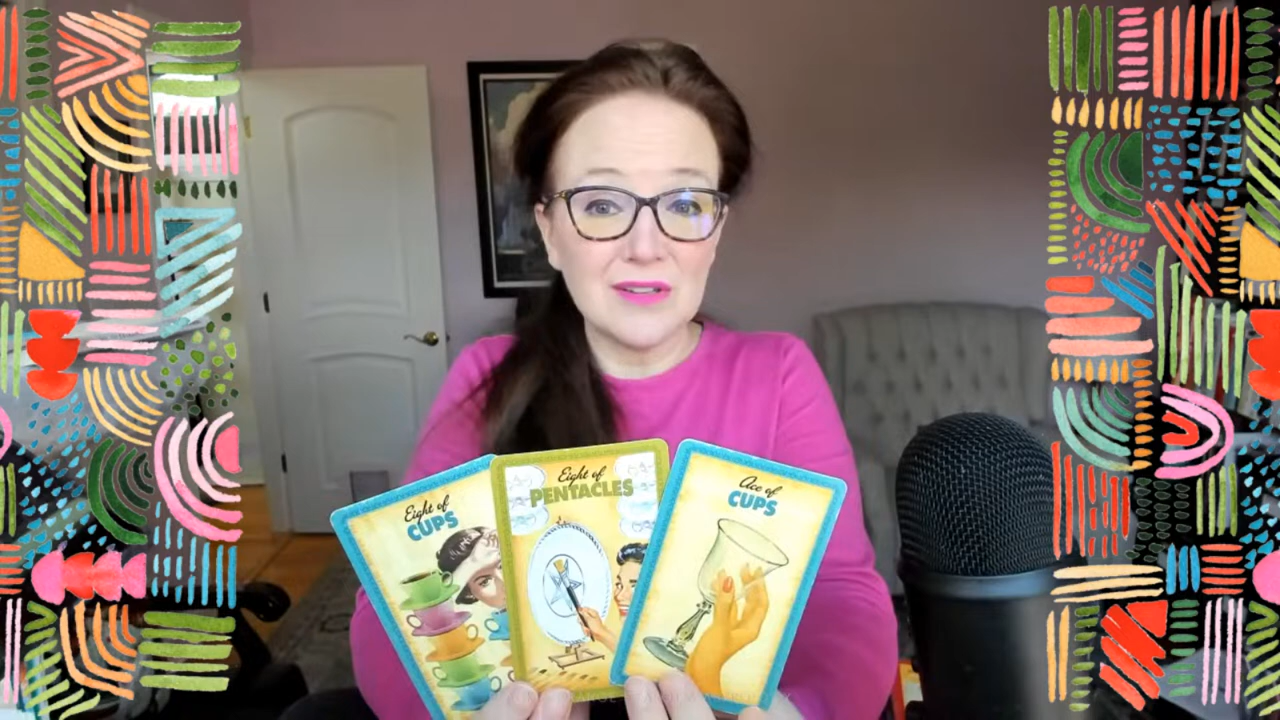 Eight of
CUPS
Eight of
PENTACLES
Ace of
CUPS